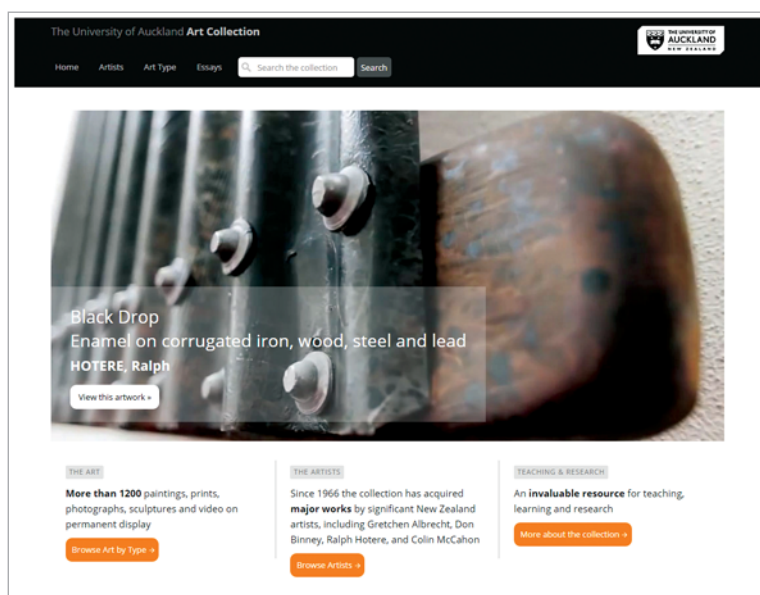 The University of Auckland Art Collection
THE UNIVERSITY OF
AUCKLAND
NEW ZEALAND
Home Artists Art Type Essays Search the collection Search
Black Drop
Enamel on corrugated iron, wood, steel and lead
HOTERE, Ralph
View this artwork »
THE ART
More than 1200 paintings, prints,
photographs, sculptures and video on
permanent display
Browse Art by Type →
THE ARTISTS
Since 1966 the collection has acquired
major works by significant New Zealand
artists, including Gretchen Albrecht, Don
Binney, Ralph Hotere, and Colin McCahon
Browse Artists →
TEACHING & RESEARCH
An invaluable resource for teaching,
learning and research
More about the collection →